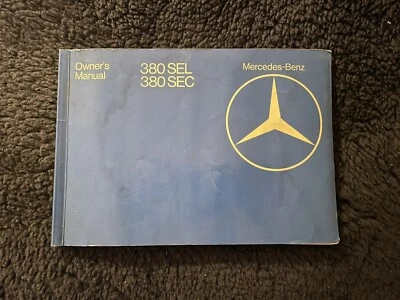 Owner's
Manual
380 SEL
380 SEC
Mercedes-Benz